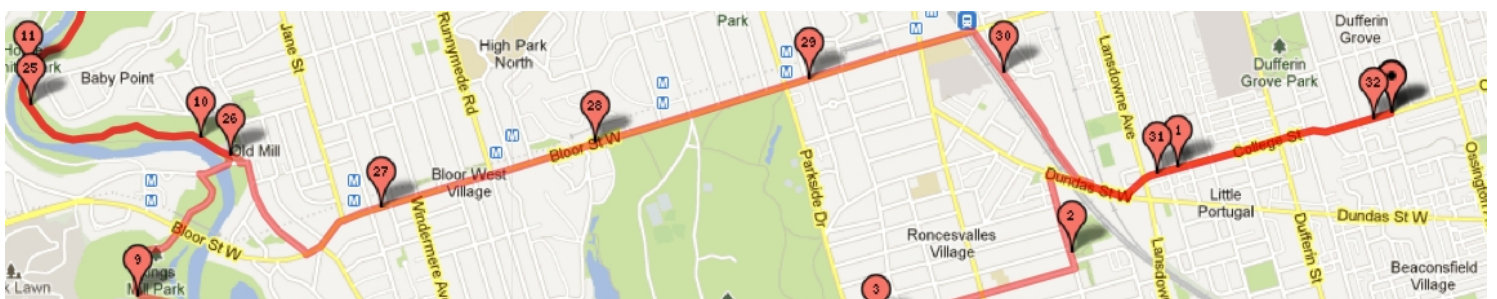 11
25
Baby Point
10
26
Old Mill
Jane St
Runnymede Rd
High Park
North
Park
29
30
Lansdowne Ave
Dufferin
Grove
Dufferin
Grove Park
32
28
Bloor St W
27
Bloor West
Village
Windermere Av
Parkside Dr
Dundas St W
31
1
College St
Little
Portugal
Dufferin St
Dundas St W
Bloor St W
9
Park
Lawn
2
Roncesvalles
Village
3
Beaconsfield
Village
M
M
M
M
M
M
M
M
M
M